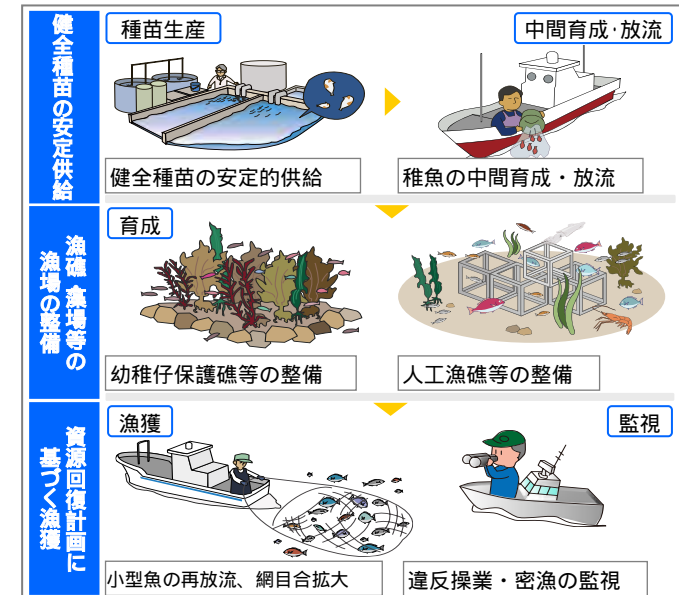 健全種苗の安定供給
種苗生産
中間育成・放流
健全種苗の安定的供給
稚魚の中間育成・放流
漁礁・藻場等の
漁場の整備
育成
幼稚仔保護礁等の整備
人工漁礁等の整備
資源回復計画に
基づく漁獲
漁獲
監視
小型魚の再放流、網目合拡大
違反操業・密漁の監視